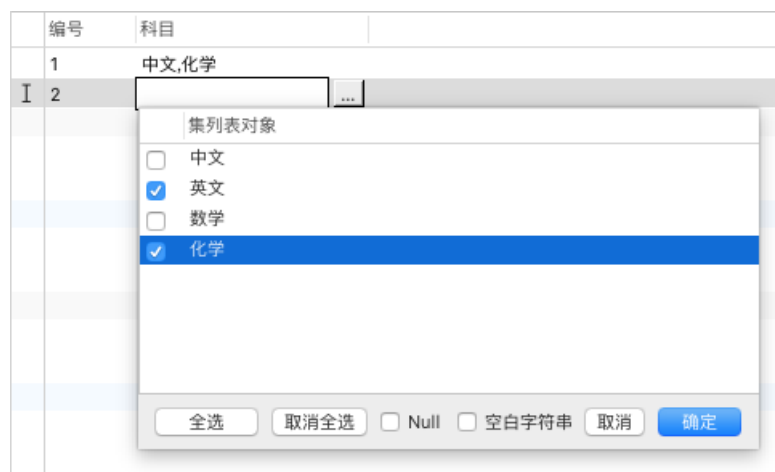 编号 科目
1 中文,化学
2 ...
集列表对象
中文
英文
数学
化学
全选 取消全选 Null 空白字符串 取消 确定